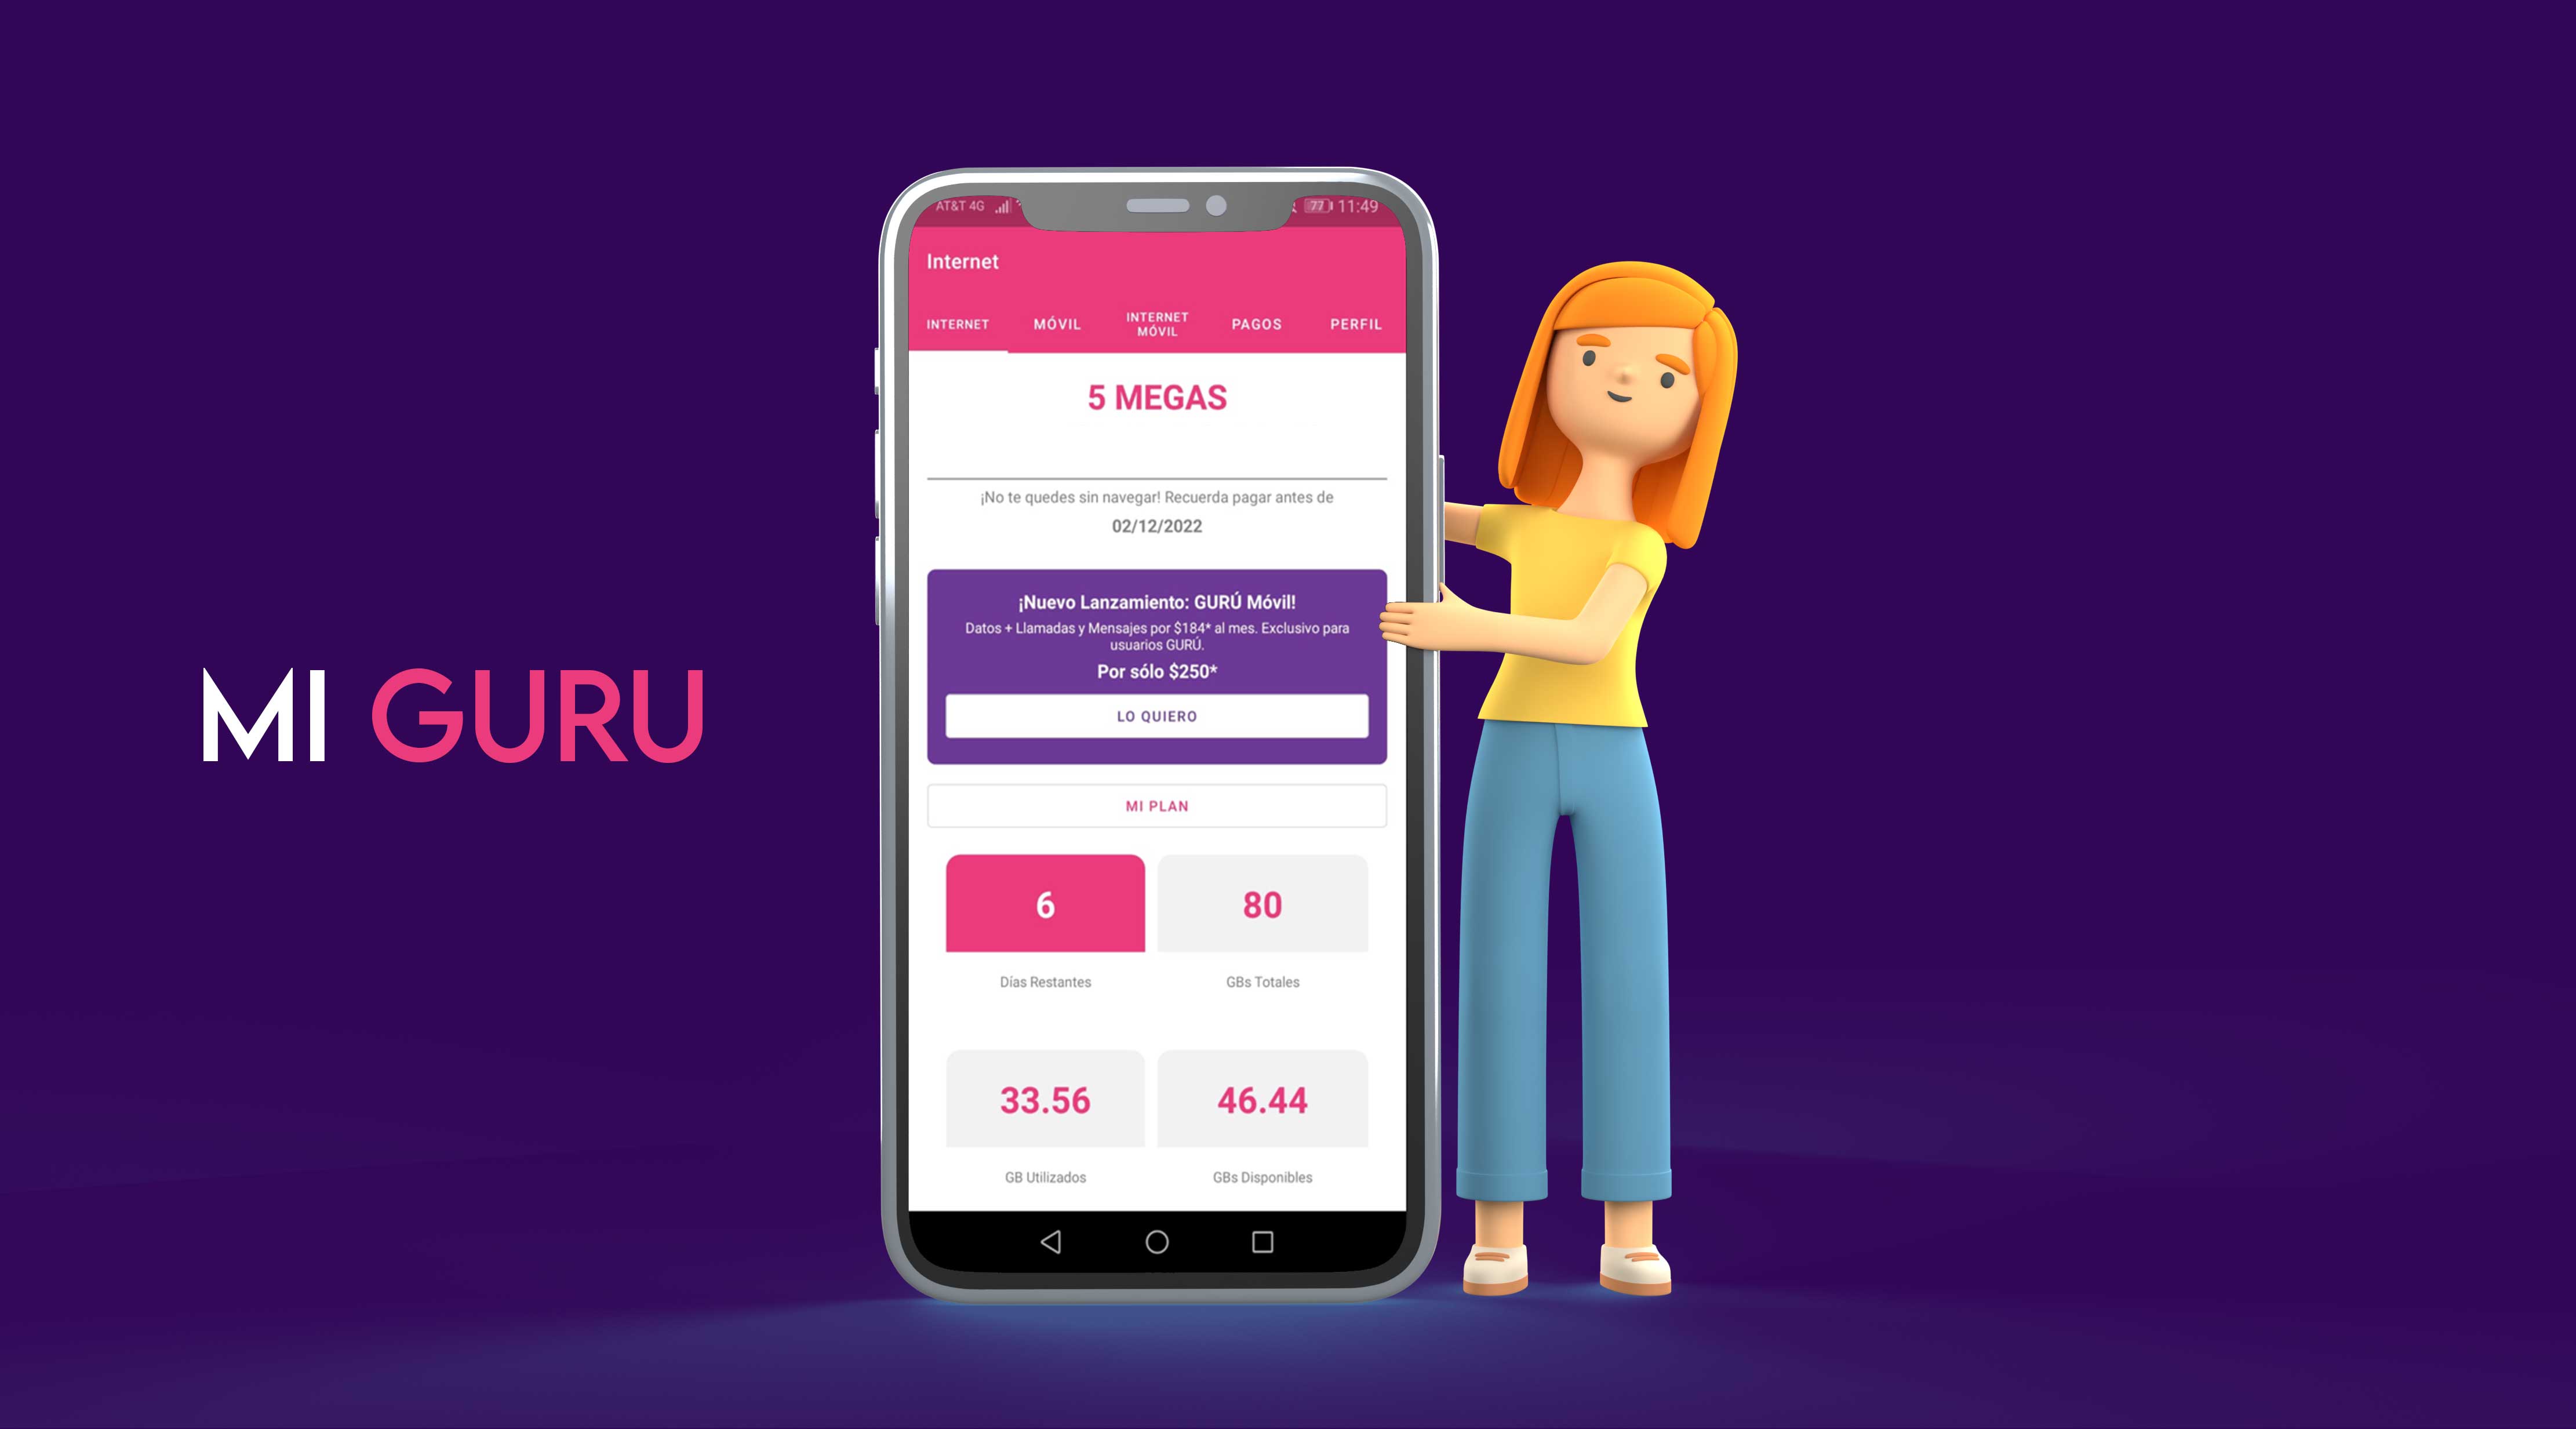 MI GURU
AT&T 4G
77 11:49
Internet
INTERNET
MÓVIL
INTERNET
MÓVIL
PAGOS
PERFIL
5 MEGAS
¡No te quedes sin navegar! Recuerda pagar antes de
02/12/2022
¡Nuevo Lanzamiento: GURÚ Móvil!
Datos + Llamadas y Mensajes por $184* al mes. Exclusivo para
usuarios GURÚ.
Por sólo $250*
LO QUIERO
MI PLAN
6
80
Días Restantes
GBs Totales
33.56
46.44
GB Utilizados
GBs Disponibles